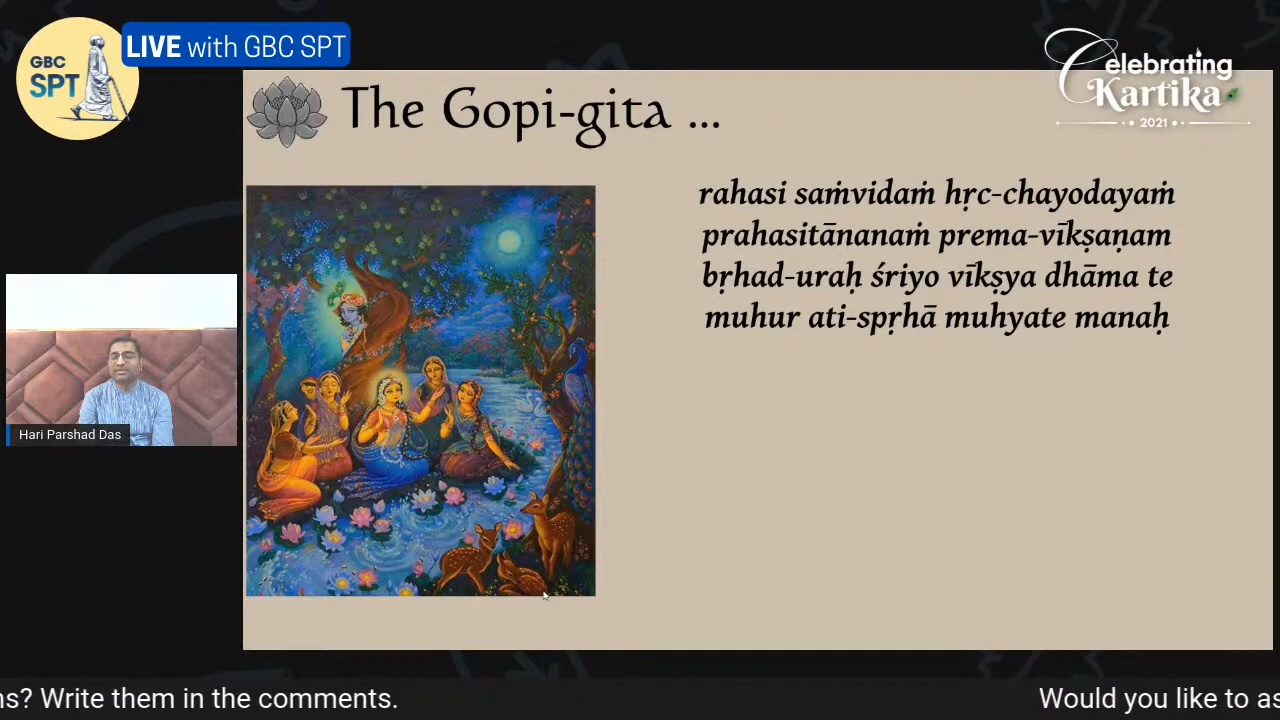 GBC
SPT
LIVE with GBC SPT
Celebrating
Kartika
2021
The Gopi-gita ...
rahasi saṁvidaṁ hṛc-chayodayaṁ
prahasitānanaṁ prema-vīkṣaṇam
bṛhad-uraḥ śriyo vīkṣya dhāma te
muhur ati-spṛhā muhyate manaḥ
Hari Parshad Das
ns? Write them in the comments.
Would you like to as